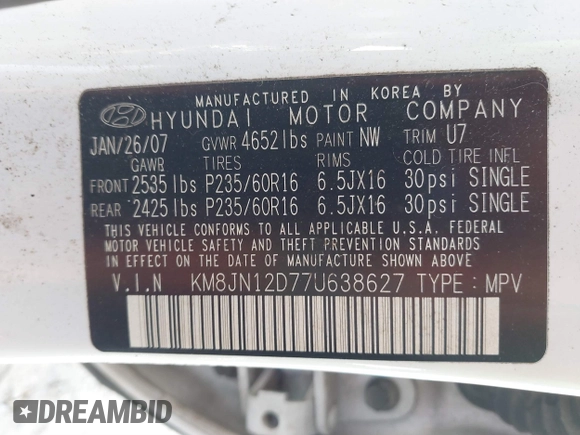 MANUFACTURED IN KOREA BY
HYUNDAI MOTOR COMPANY
JAN/26/07 GVWR 4652 lbs PAINT NW TRIM U7
GAWR TIRES RIMS COLD TIRE INFL
FRONT 2535 lbs P235/60R16 6.5JX16 30psi SINGLE
REAR 2425 lbs P235/60R16 6.5JX16 30psi SINGLE
THIS VEHICLE CONFORMS TO ALL APPLICABLE U.S.A. FEDERAL
MOTOR VEHICLE SAFETY, BUMPER, AND THEFT PREVENTION STANDARDS
IN EFFECT ON THE DATE OF MANUFACTURE SHOWN ABOVE.
V.I.N KM8JN12D77U638627 TYPE : MPV
DREAMBID